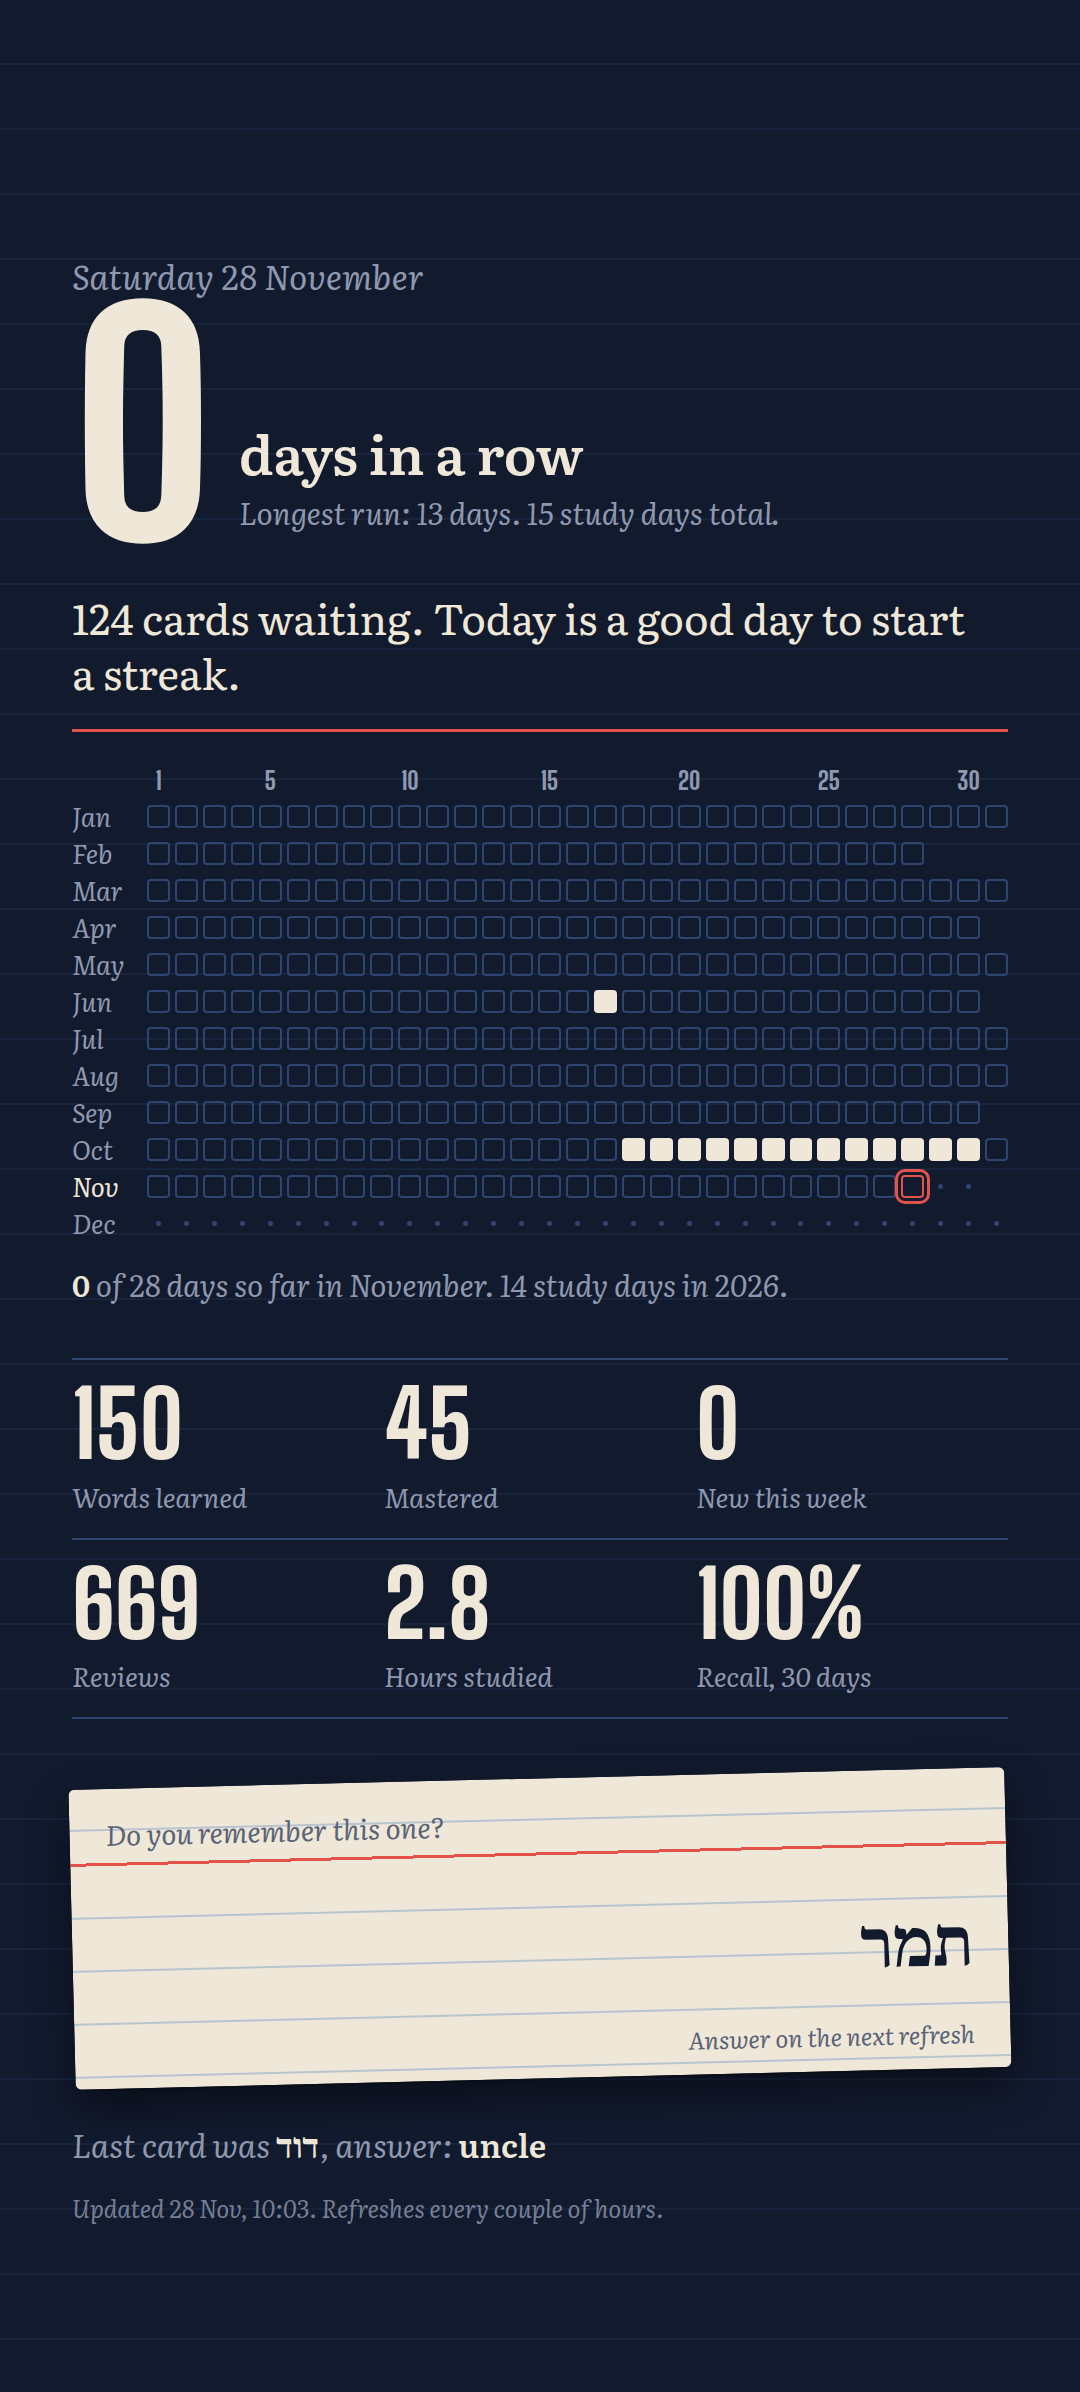 Saturday 28 November
0
days in a row
Longest run: 13 days. 15 study days total.
124 cards waiting. Today is a good day to start
a streak.
1 5 10 15 20 25 30
Jan
Feb
Mar
Apr
May
Jun
Jul
Aug
Sep
Oct
Nov
Dec
0 of 28 days so far in November. 14 study days in 2026.
150 45 0
Words learned Mastered New this week
669 2.8 100%
Reviews Hours studied Recall, 30 days
Do you remember this one?
תמר
Answer on the next refresh
Last card was דוד, answer: uncle
Updated 28 Nov, 10:03. Refreshes every couple of hours.